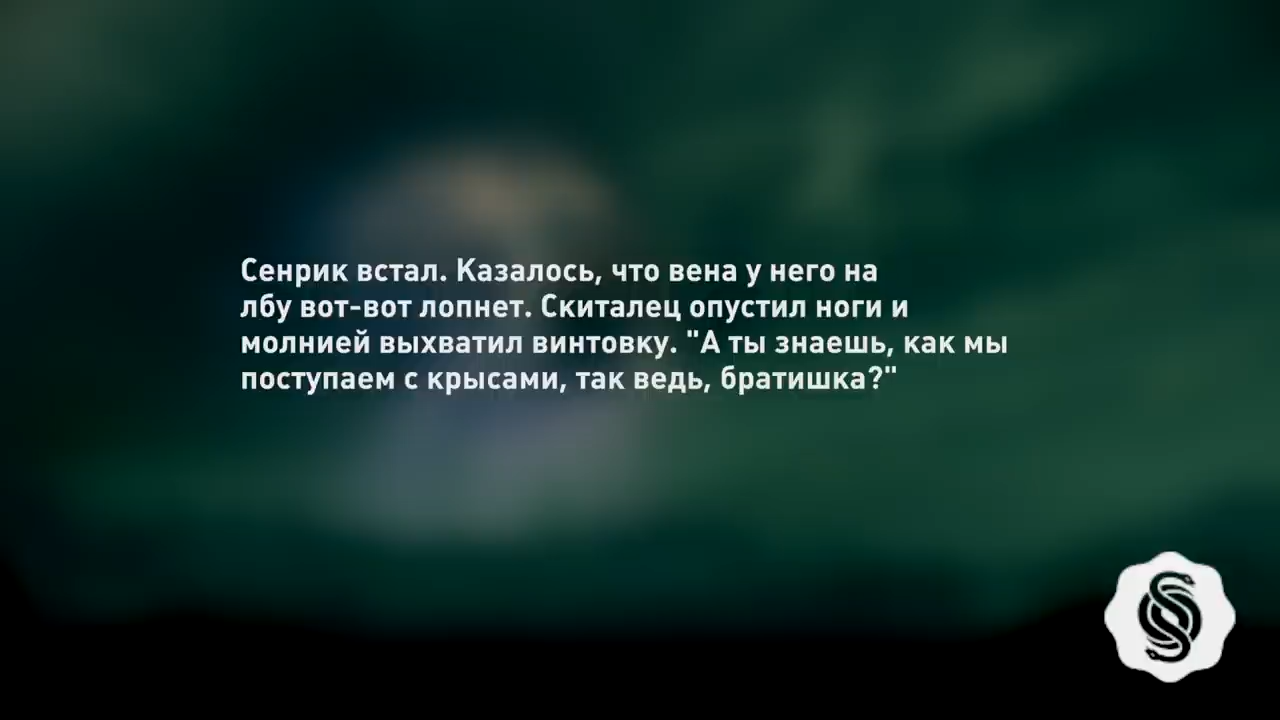 Сенрик встал. Казалось, что вена у него на
лбу вот-вот лопнет. Скиталец опустил ноги и
молнией выхватил винтовку. "А ты знаешь, как мы
поступаем с крысами, так ведь, братишка?"